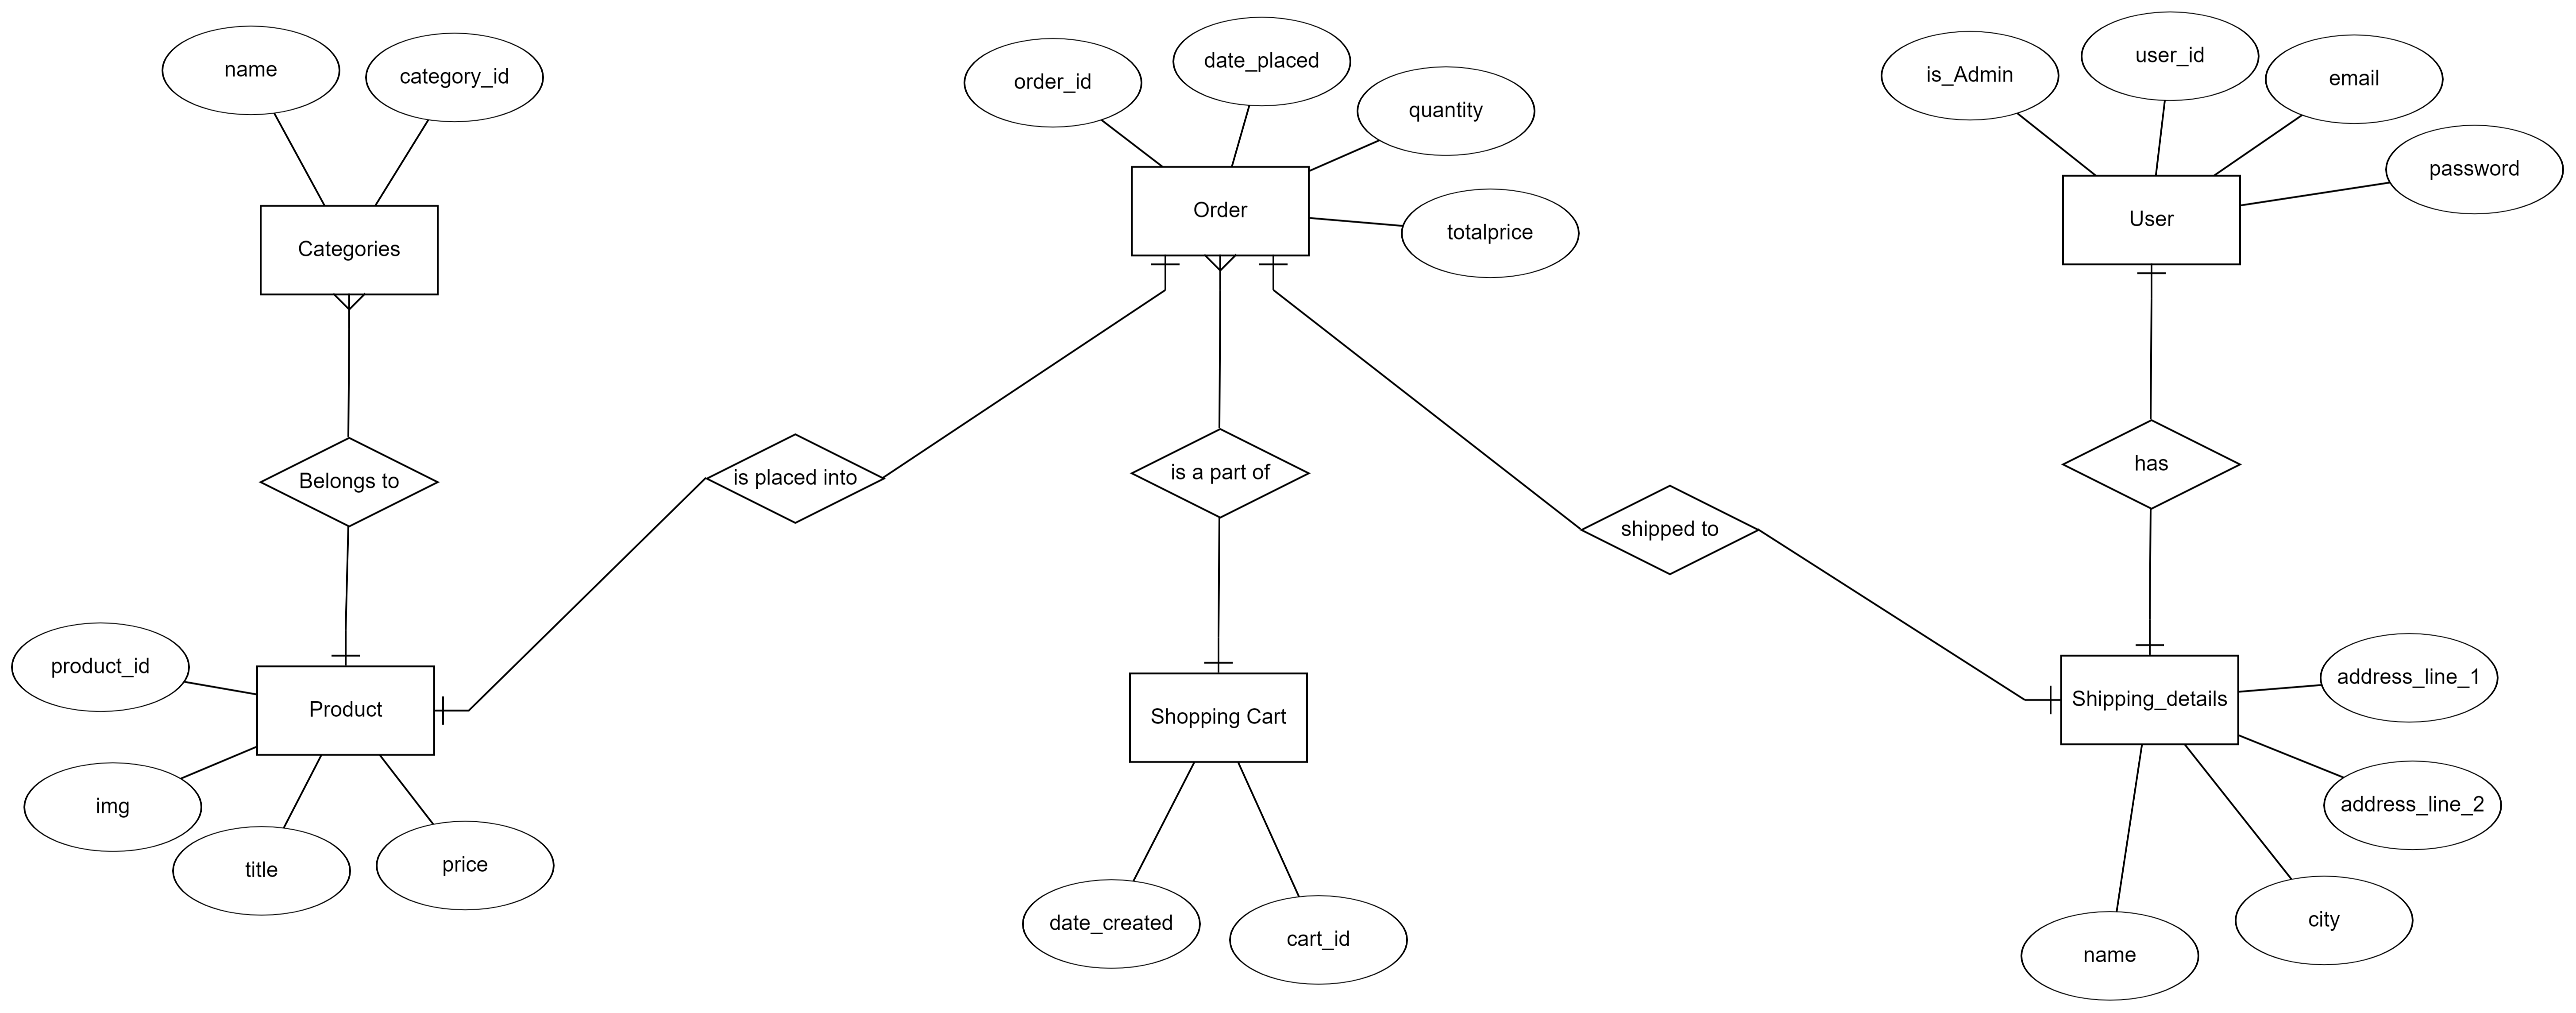 name
category_id
Categories
Belongs to
product_id
Product
img
title
price
is placed into
order_id
date_placed
quantity
totalprice
Order
is a part of
Shopping Cart
date_created
cart_id
shipped to
is_Admin
user_id
email
password
User
has
Shipping_details
address_line_1
address_line_2
city
name